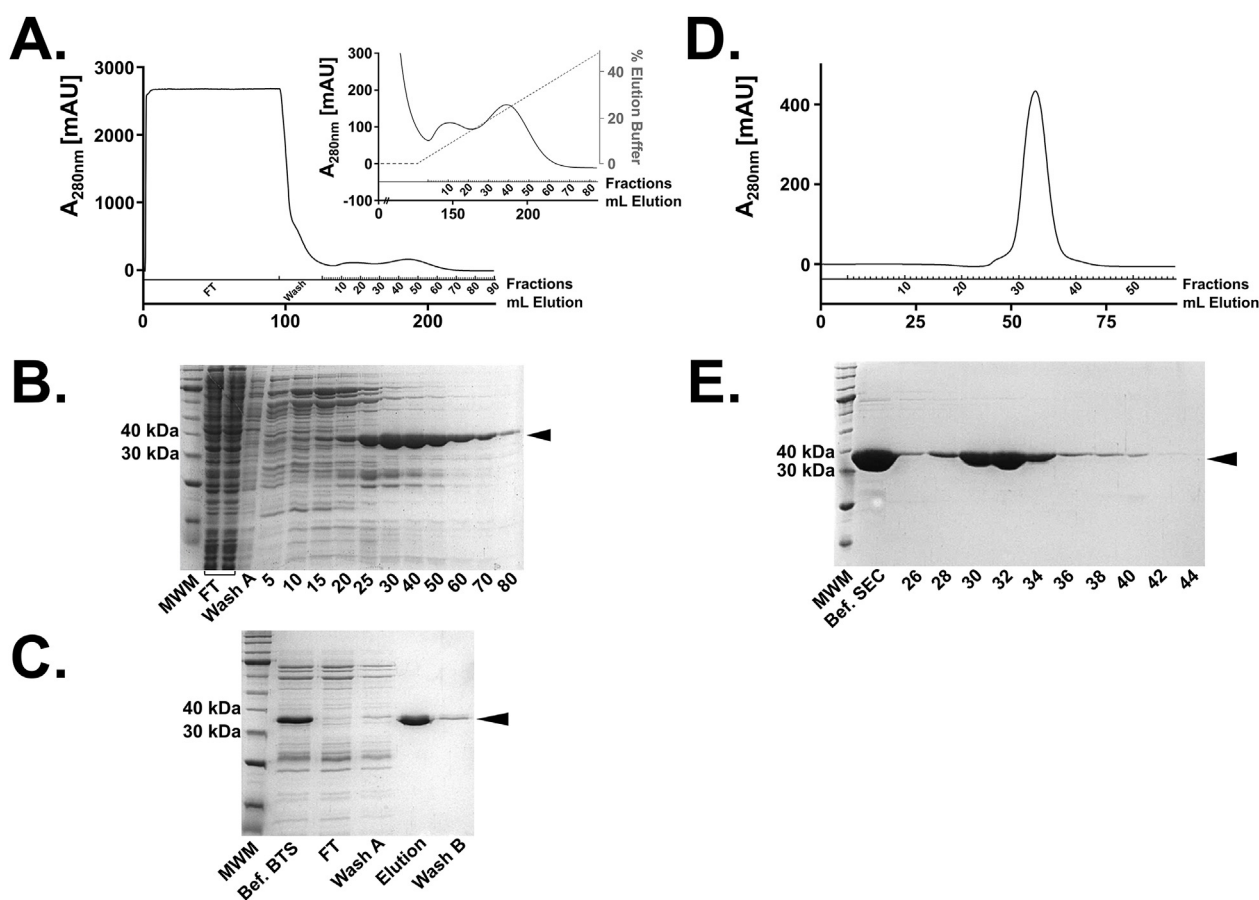 A.
A280nm [mAU]
3000
2000
1000
0
FT
Wash
10 20 30 40 50 60 70 80 90
Fractions
mL Elution
0 100 200
A280nm [mAU]
300
200
100
0
-100
% Elution Buffer
40
20
0
10 20 30 40 50 60 70 80
Fractions
mL Elution
0 150 200
D.
A280nm [mAU]
400
200
0
10 20 30 40 50
Fractions
mL Elution
0 25 50 75
B.
40 kDa
30 kDa
MWM FT Wash A 5 10 15 20 25 30 40 50 60 70 80
E.
40 kDa
30 kDa
MWM Bef. SEC 26 28 30 32 34 36 38 40 42 44
C.
40 kDa
30 kDa
MWM Bef. BTS FT Wash A Elution Wash B